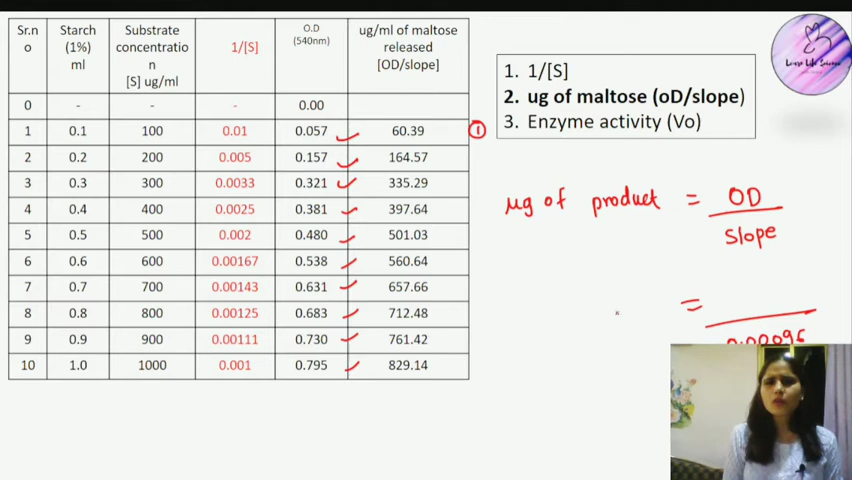 Sr.n
o
Starch
(1%)
ml
Substrate
concentratio
n
[S] ug/ml
1/[S]
O.D
(540nm)
ug/ml of maltose
released
[OD/slope]
0 - - - 0.00
1 0.1 100 0.01 0.057 60.39
2 0.2 200 0.005 0.157 164.57
3 0.3 300 0.0033 0.321 335.29
4 0.4 400 0.0025 0.381 397.64
5 0.5 500 0.002 0.480 501.03
6 0.6 600 0.00167 0.538 560.64
7 0.7 700 0.00143 0.631 657.66
8 0.8 800 0.00125 0.683 712.48
9 0.9 900 0.00111 0.730 761.42
10 1.0 1000 0.001 0.795 829.14
1. 1/[S]
2. ug of maltose (oD/slope)
3. Enzyme activity (Vo)
1
µg of product = OD
Slope
=
Life Science